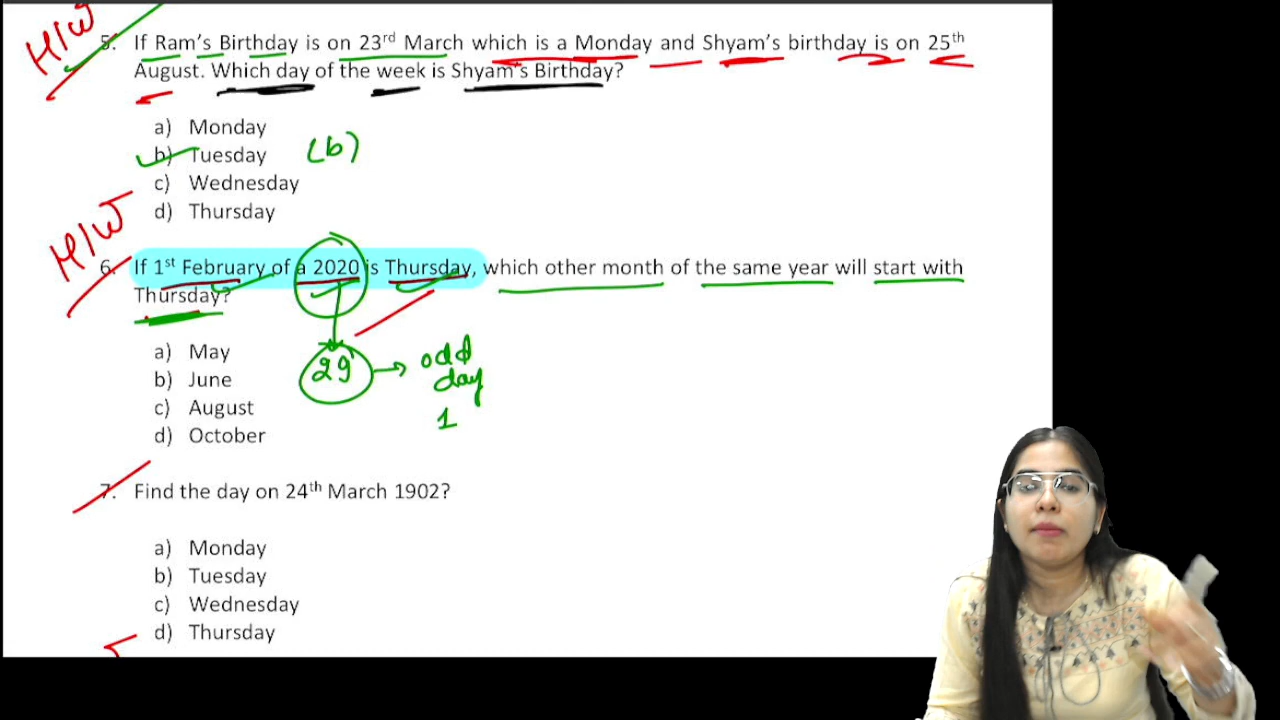 H/W
5. If Ram's Birthday is on 23rd March which is a Monday and Shyam's birthday is on 25th
August. Which day of the week is Shyam's Birthday?
a) Monday
b) Tuesday (b)
c) Wednesday
d) Thursday
H/W
6. If 1st February of a 2020 is Thursday, which other month of the same year will start with
Thursday?
a) May
b) June
c) August
d) October
29 → odd
day
1
7. Find the day on 24th March 1902?
a) Monday
b) Tuesday
c) Wednesday
d) Thursday